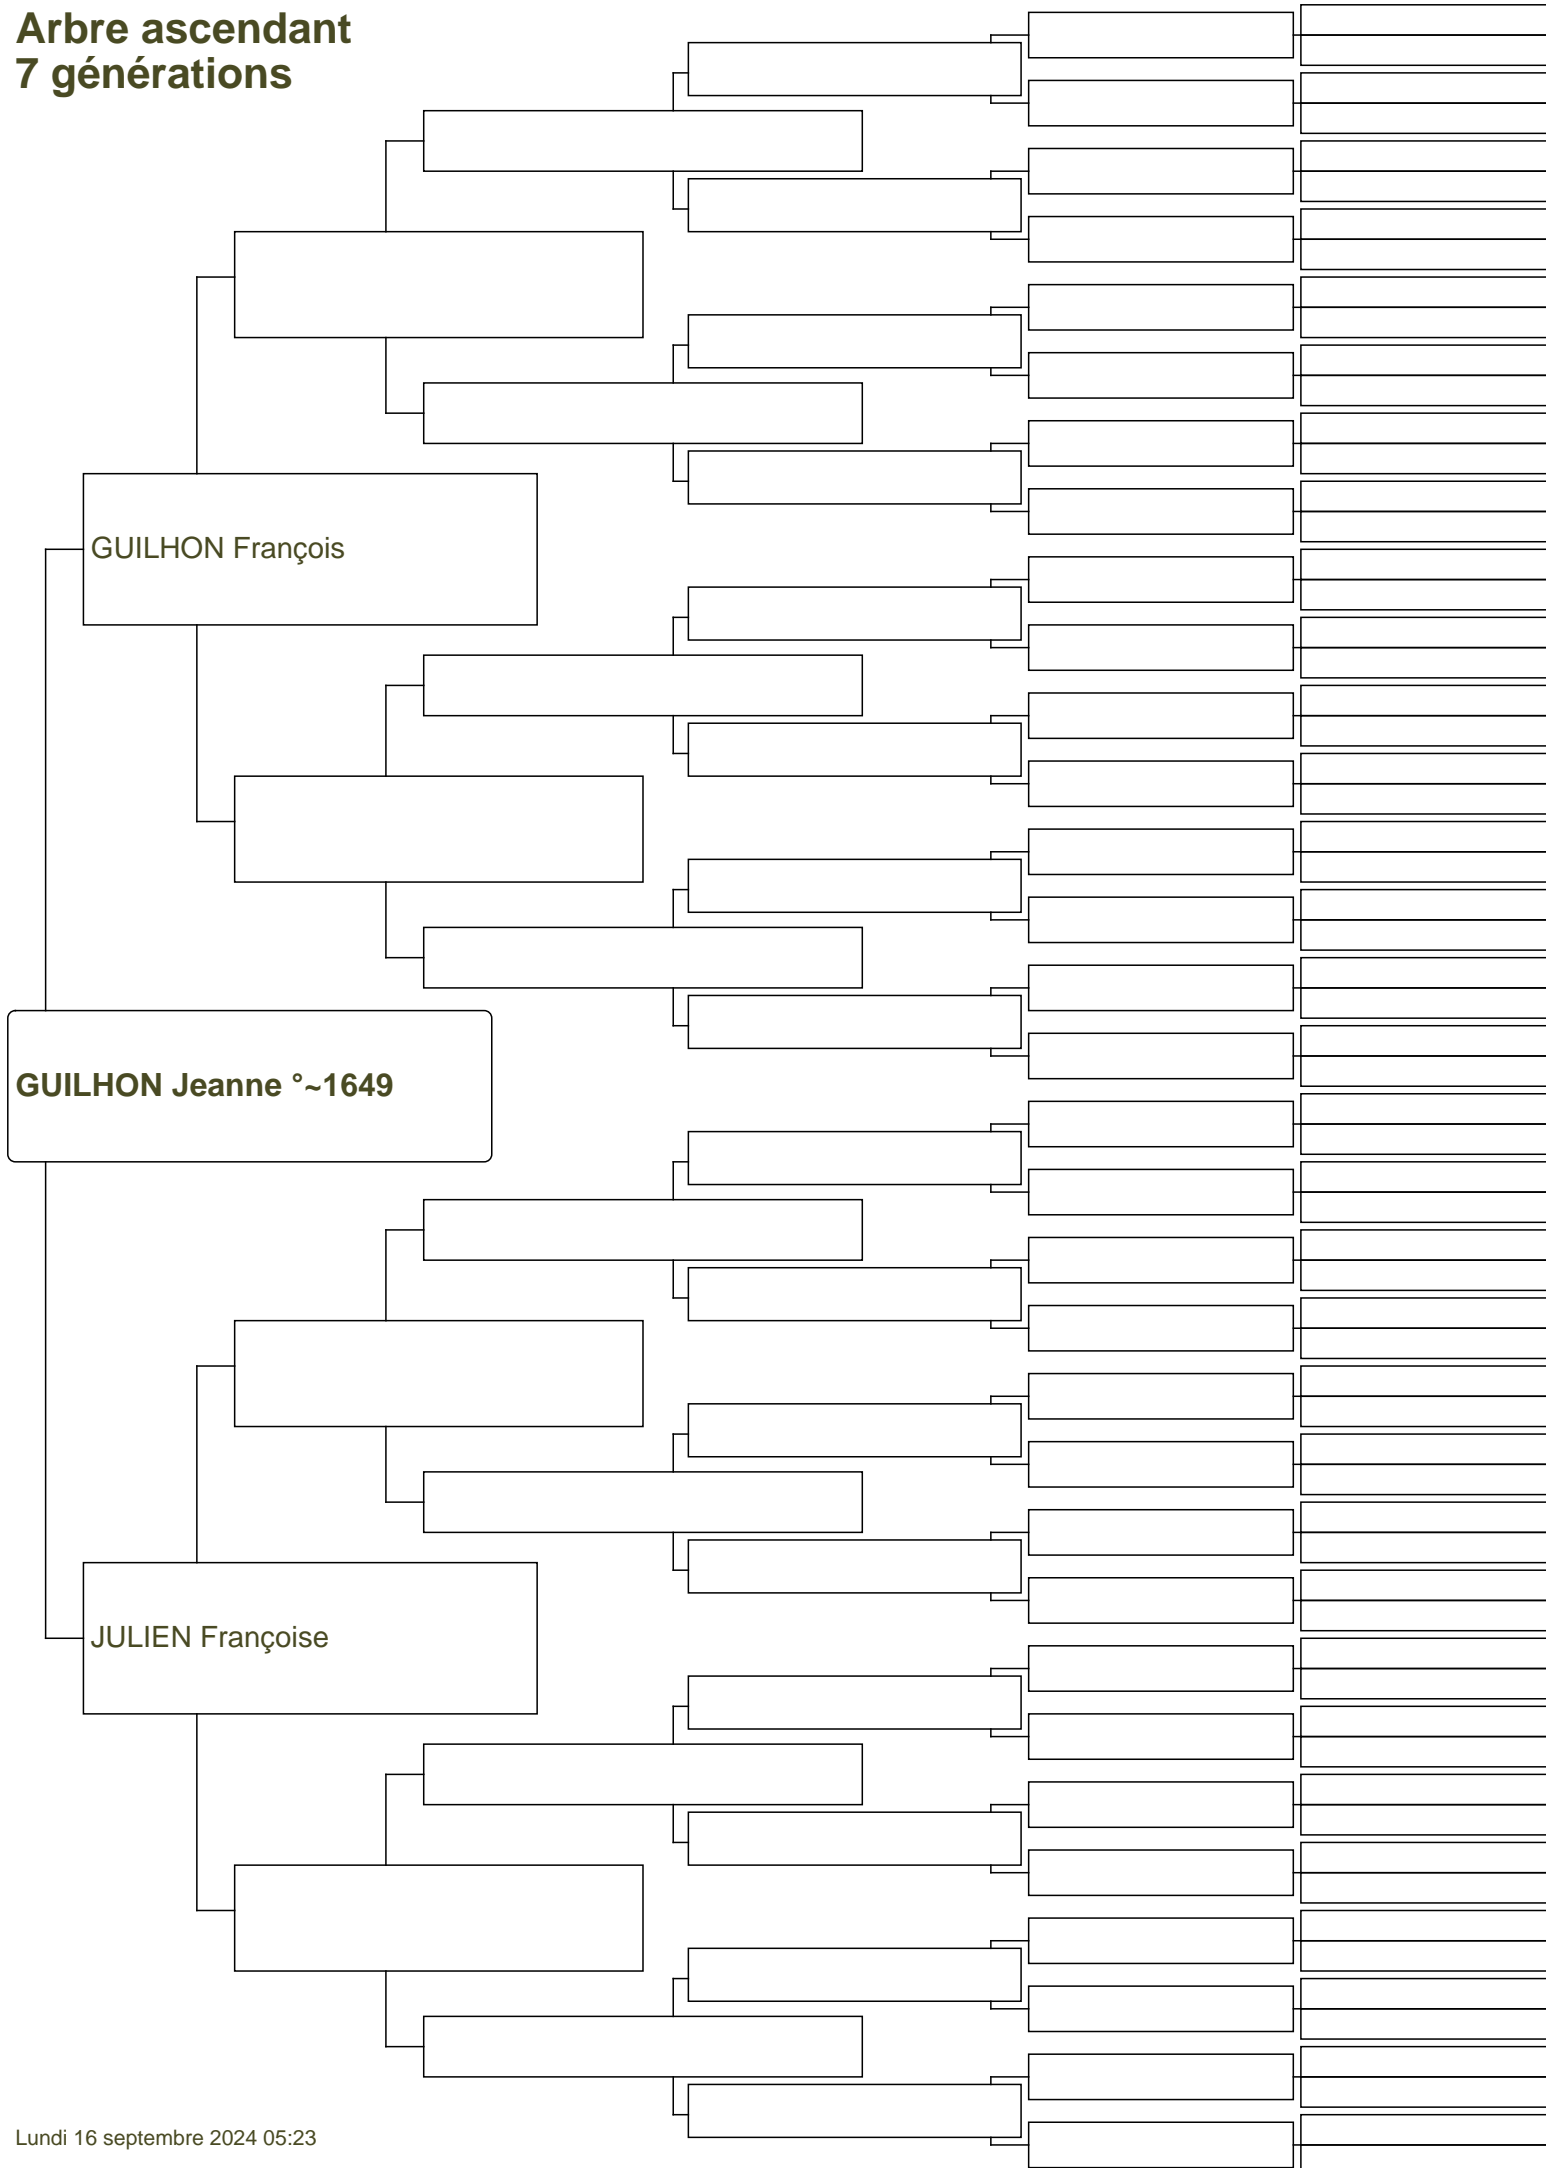 Arbre ascendant
7 générations
GUILHON François
GUILHON Jeanne °~1649
JULIEN Françoise
Lundi 16 septembre 2024 05:23